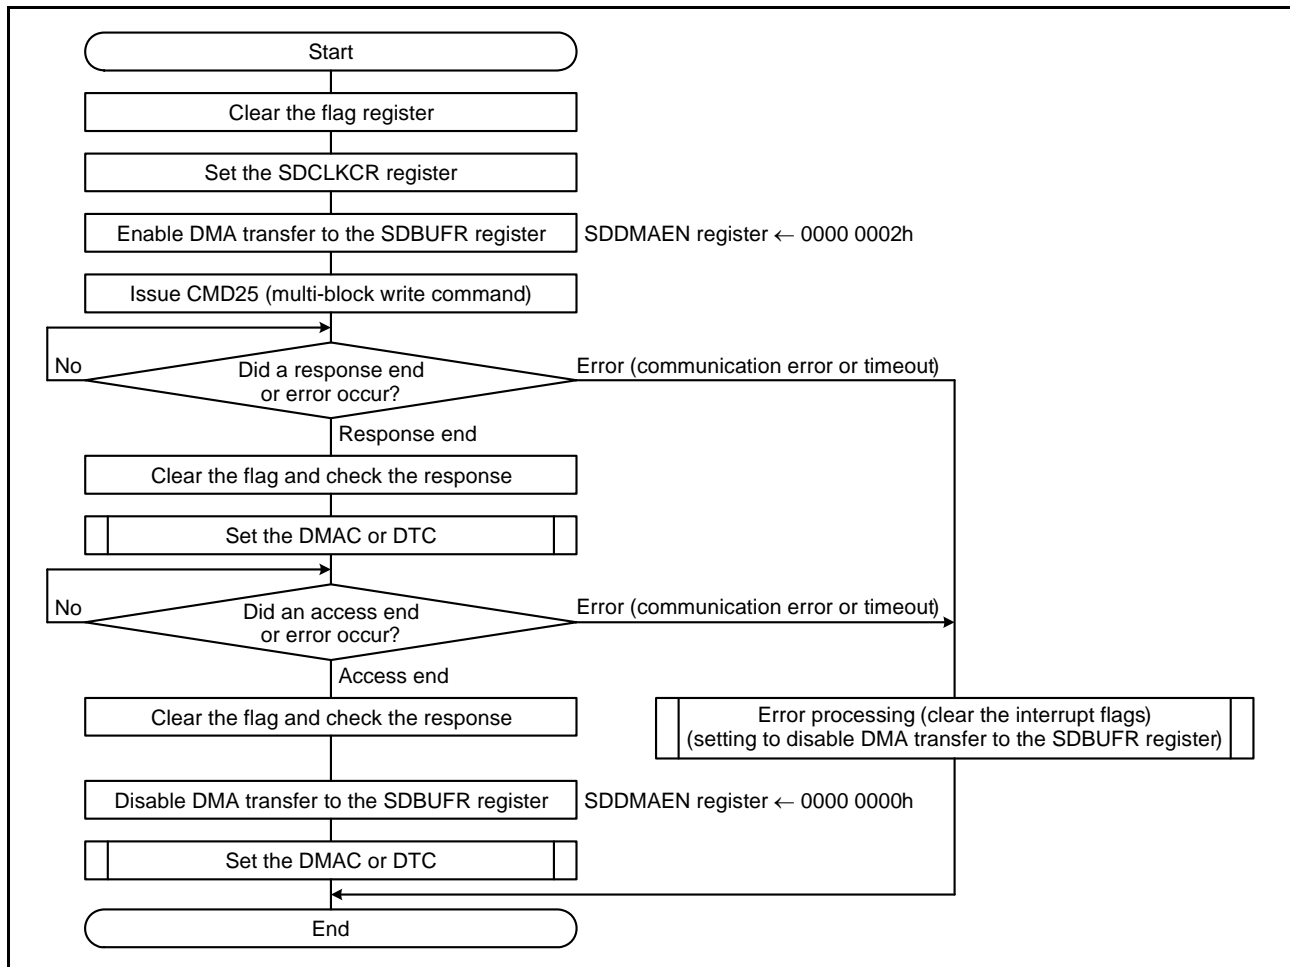 Start
Clear the flag register
Set the SDCLKCR register
Enable DMA transfer to the SDBUFR register
SDDMAEN register ← 0000 0002h
Issue CMD25 (multi-block write command)
No
Did a response end
or error occur?
Error (communication error or timeout)
Response end
Clear the flag and check the response
Set the DMAC or DTC
No
Did an access end
or error occur?
Error (communication error or timeout)
Access end
Clear the flag and check the response
Error processing (clear the interrupt flags)
(setting to disable DMA transfer to the SDBUFR register)
Disable DMA transfer to the SDBUFR register
SDDMAEN register ← 0000 0000h
Set the DMAC or DTC
End